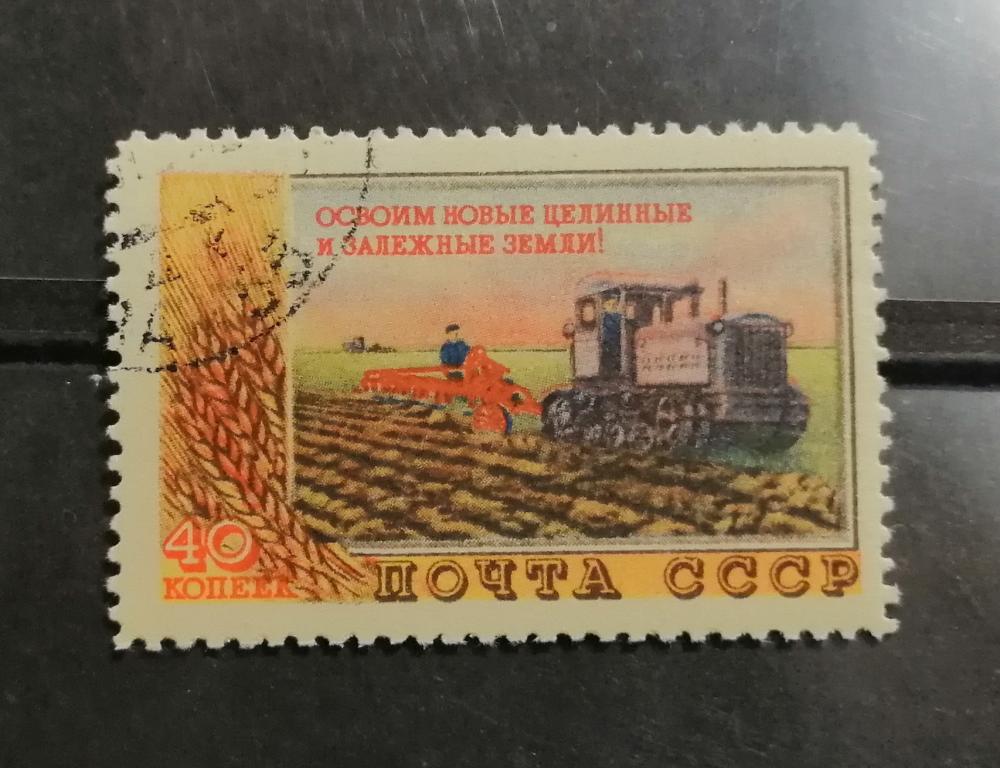 ОСВОИМ НОВЫЕ ЦЕЛИННЫЕ
И ЗАЛЕЖНЫЕ ЗЕМЛИ!
40
КОПЕЕК
ПОЧТА СССР